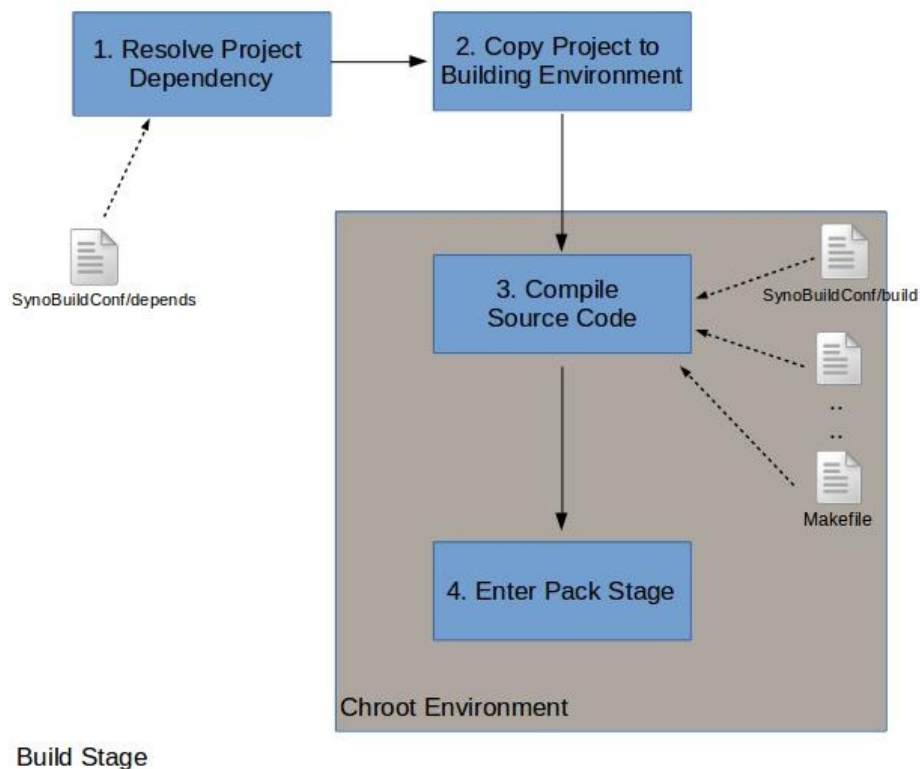 1. Resolve Project
Dependency
2. Copy Project to
Building Environment
SynoBuildConf/depends
3. Compile
Source Code
SynoBuildConf/build
..
..
Makefile
4. Enter Pack Stage
Chroot Environment
Build Stage